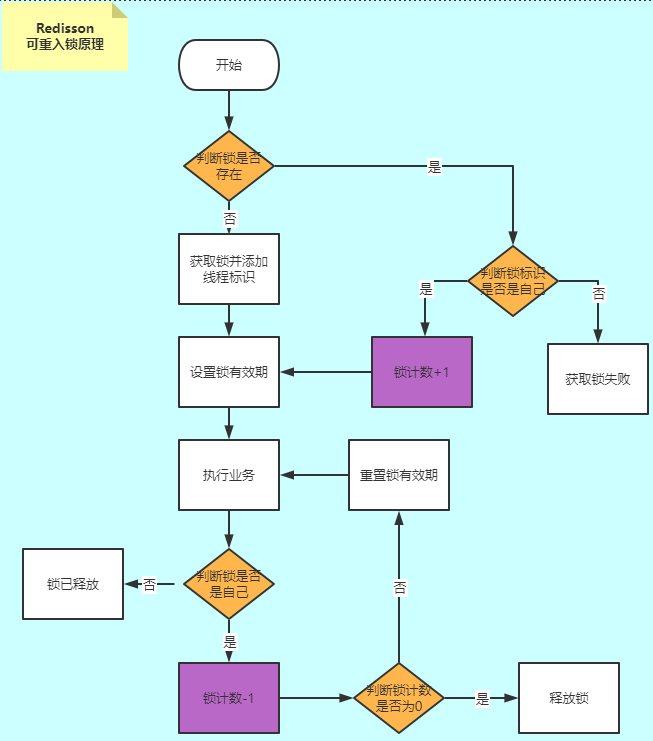 Redisson
可重入锁原理
开始
判断锁是否
存在
是
否
获取锁并添加
线程标识
判断锁标识
是否是自己
是
否
设置锁有效期
锁计数+1
获取锁失败
执行业务
重置锁有效期
锁已释放
否
判断锁是否
是自己
否
是
锁计数-1
判断锁计数
是否为0
是
释放锁